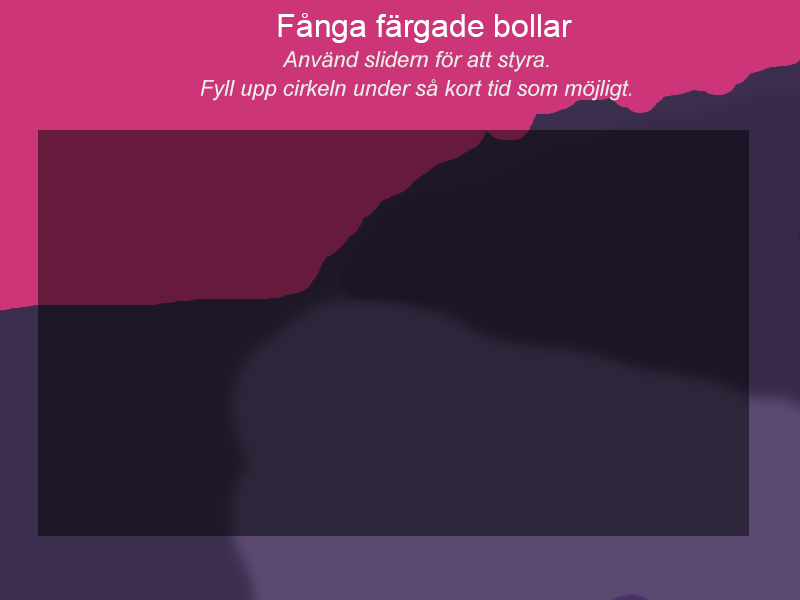 Fånga färgade bollar
Använd slidern för att styra.
Fyll upp cirkeln under så kort tid som möjligt.